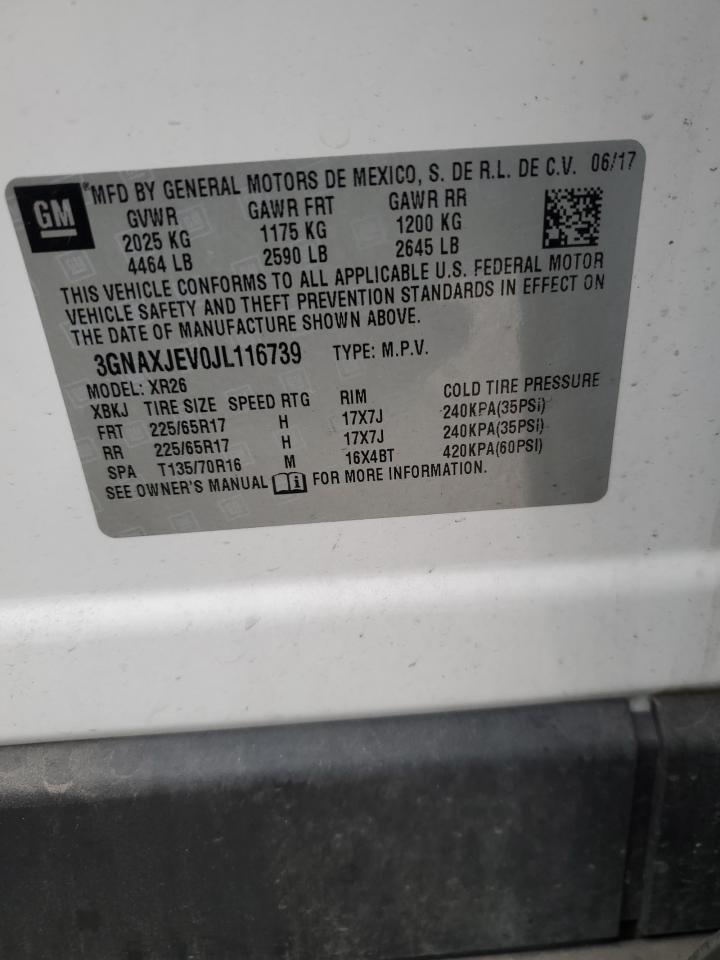 GM ®MFD BY GENERAL MOTORS DE MEXICO, S. DE R.L. DE C.V. 06/17
GVWR GAWR FRT GAWR RR
2025 KG 1175 KG 1200 KG
4464 LB 2590 LB 2645 LB
THIS VEHICLE CONFORMS TO ALL APPLICABLE U.S. FEDERAL MOTOR
VEHICLE SAFETY AND THEFT PREVENTION STANDARDS IN EFFECT ON
THE DATE OF MANUFACTURE SHOWN ABOVE.
3GNAXJEV0JL116739 TYPE: M.P.V.
MODEL: XR26
XBKJ TIRE SIZE SPEED RTG RIM COLD TIRE PRESSURE
FRT 225/65R17 H 17X7J 240KPA(35PSI)
RR 225/65R17 H 17X7J 240KPA(35PSI)
SPA T135/70R16 M 16X4BT 420KPA(60PSI)
SEE OWNER'S MANUAL i FOR MORE INFORMATION.